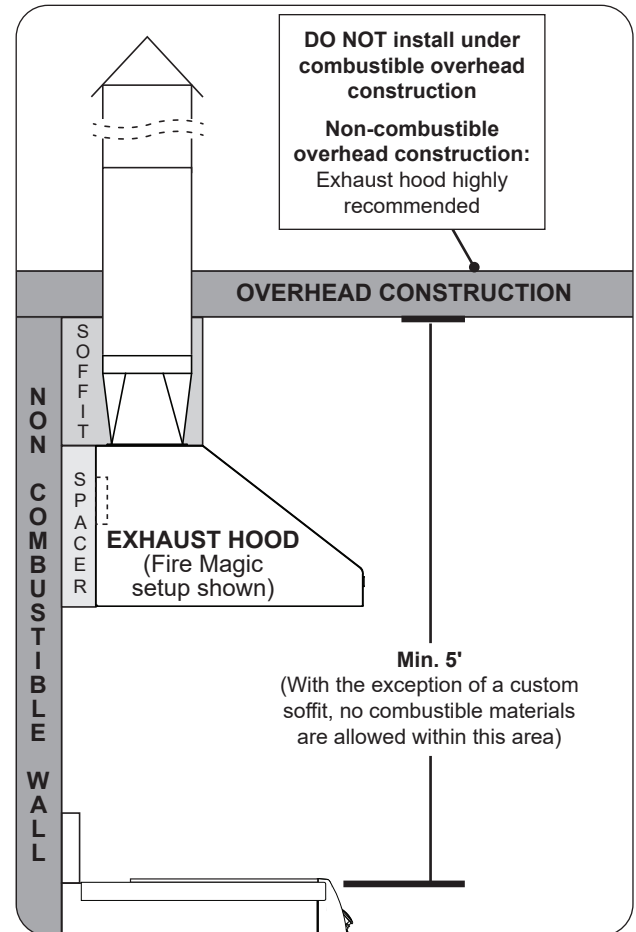 DO NOT install under
combustible overhead
construction
Non-combustible
overhead construction:
Exhaust hood highly
recommended
OVERHEAD CONSTRUCTION
SOFFIT
NON COMBUSTIBLE WALL
SPACER
EXHAUST HOOD
(Fire Magic
setup shown)
Min. 5'
(With the exception of a custom
soffit, no combustible materials
are allowed within this area)